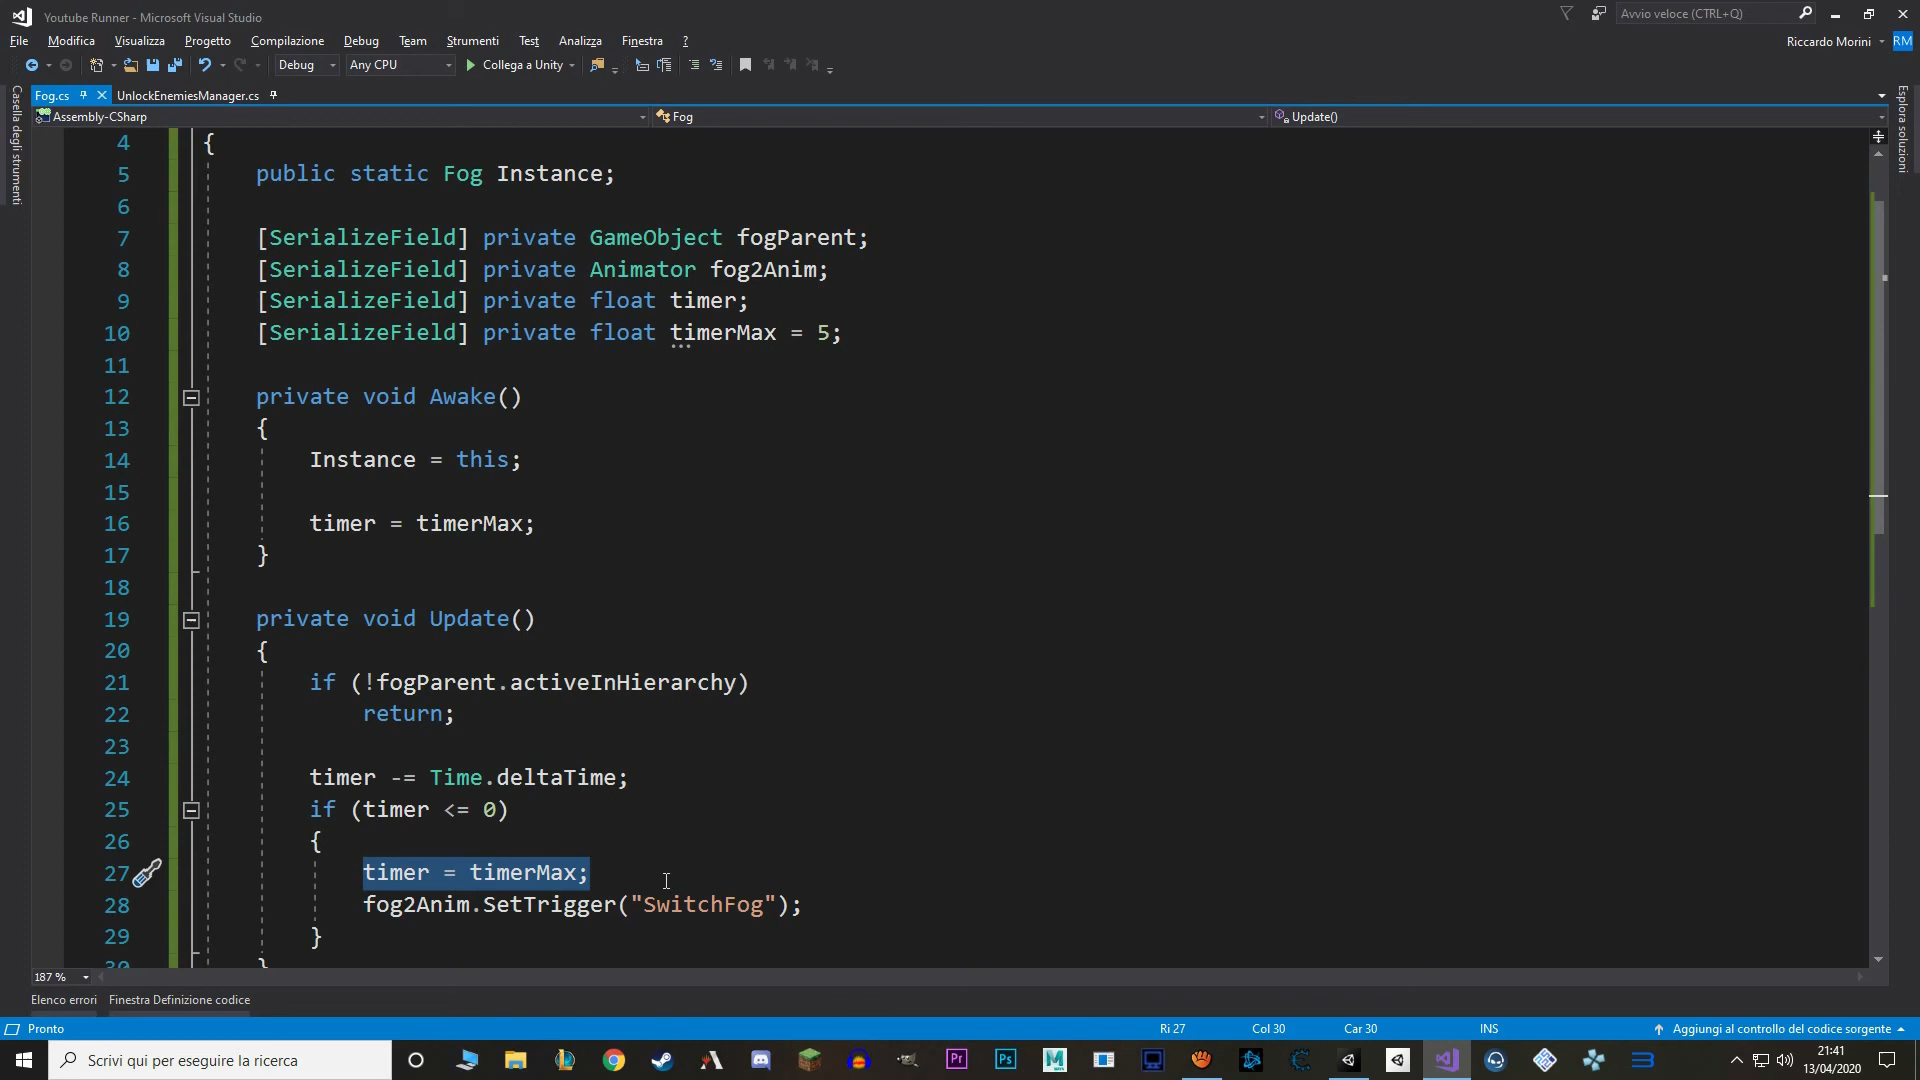 Youtube Runner - Microsoft Visual Studio
Avvio veloce (CTRL+Q)
File Modifica Visualizza Progetto Compilazione Debug Team Strumenti Test Analizza Finestra ?
Riccardo Morini RM
Debug Any CPU Collega a Unity
Casella degli strumenti
Fog.cs UnlockEnemiesManager.cs
Esplora soluzioni
Assembly-CSharp Fog Update()
4 {
5 public static Fog Instance;
6
7 [SerializeField] private GameObject fogParent;
8 [SerializeField] private Animator fog2Anim;
9 [SerializeField] private float timer;
10 [SerializeField] private float timerMax = 5;
11
12 private void Awake()
13 {
14 Instance = this;
15
16 timer = timerMax;
17 }
18
19 private void Update()
20 {
21 if (!fogParent.activeInHierarchy)
22 return;
23
24 timer -= Time.deltaTime;
25 if (timer <= 0)
26 {
27 timer = timerMax;
28 fog2Anim.SetTrigger("SwitchFog");
29 }
30 }
187 %
Elenco errori Finestra Definizione codice
Pronto Ri 27 Col 30 Car 30 INS Aggiungi al controllo del codice sorgente
Scrivi qui per eseguire la ricerca
Pr Ps M
21:41
13/04/2020